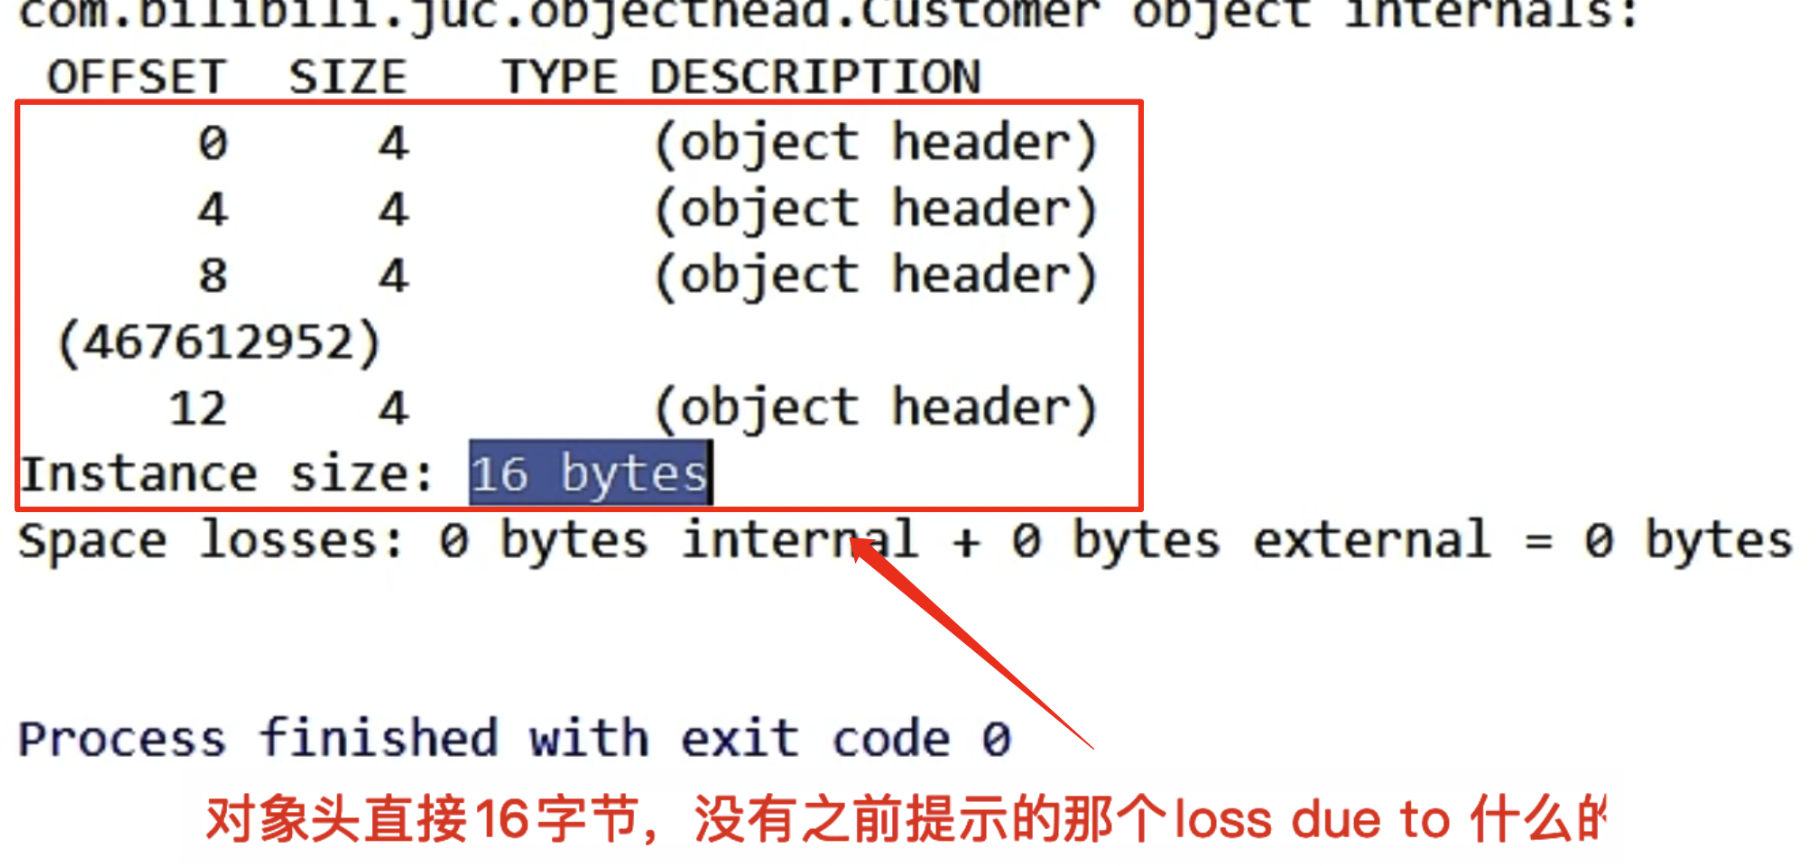 com.bilibili.juc.objecthead.Customer object internals:
OFFSET SIZE TYPE DESCRIPTION
0 4 (object header)
4 4 (object header)
8 4 (object header)
(467612952)
12 4 (object header)
Instance size: 16 bytes
Space losses: 0 bytes internal + 0 bytes external = 0 bytes
Process finished with exit code 0
对象头直接16字节，没有之前提示的那个loss due to 什么的